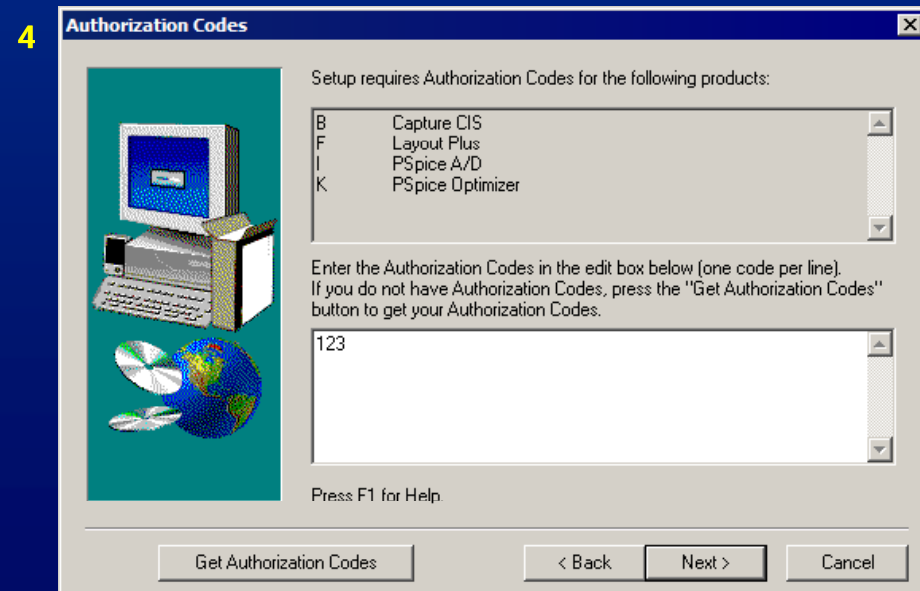 4
Authorization Codes
Setup requires Authorization Codes for the following products:
B Capture CIS
F Layout Plus
I PSpice A/D
K PSpice Optimizer
Enter the Authorization Codes in the edit box below (one code per line).
If you do not have Authorization Codes, press the "Get Authorization Codes"
button to get your Authorization Codes.
123
Press F1 for Help.
Get Authorization Codes
< Back
Next >
Cancel